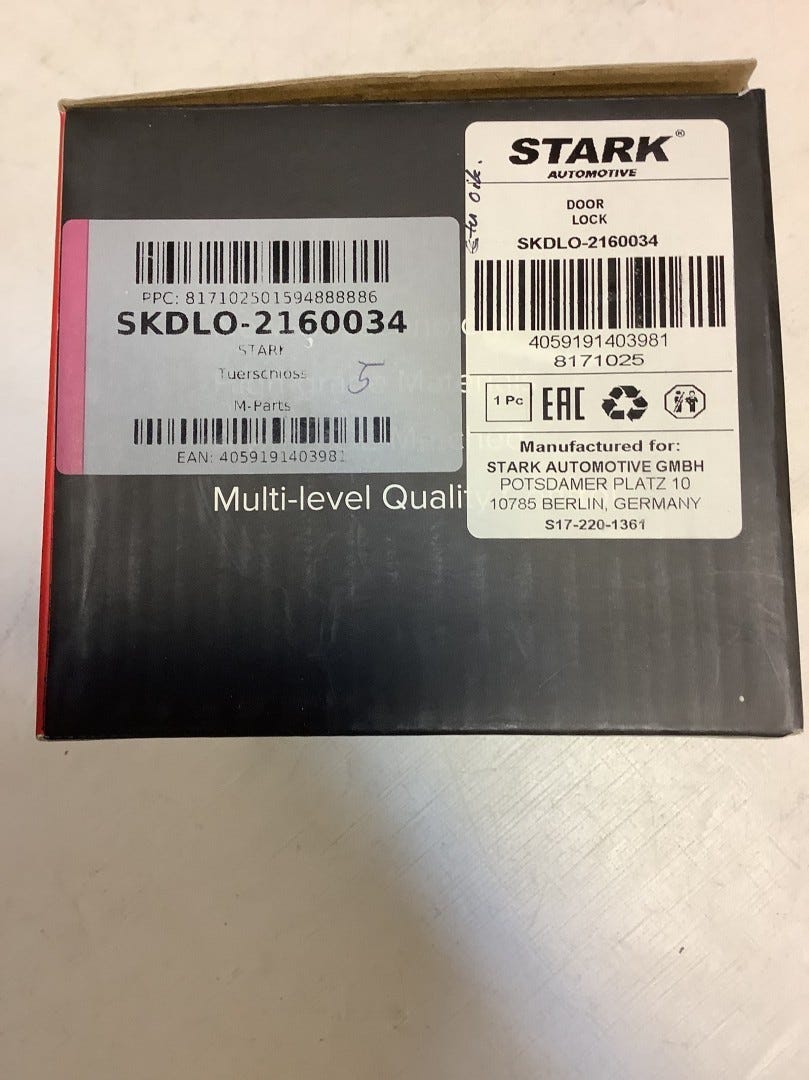 PPC: 817102501594888886
SKDLO-2160034
STARK
Tuerschloss
5
M-Parts
EAN: 4059191403981
Multi-level Quality
STARK®
AUTOMOTIVE
DOOR
LOCK
SKDLO-2160034
4059191403981
8171025
1 Pc
EAC
Manufactured for:
STARK AUTOMOTIVE GMBH
POTSDAMER PLATZ 10
10785 BERLIN, GERMANY
S17-220-1361